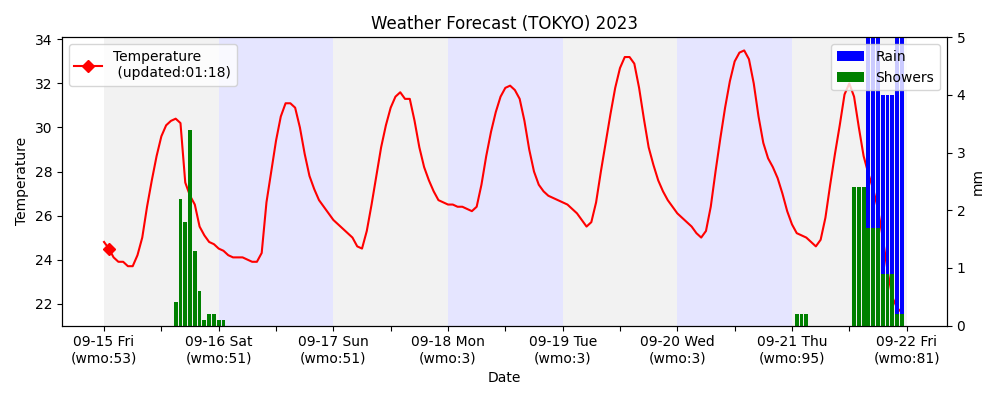 Weather Forecast (TOKYO) 2023
Temperature
(updated:01:18)
Rain
Showers
34
32
30
28
26
24
22
Temperature
5
4
3
2
1
0
mm
09-15 Fri
(wmo:53)
09-16 Sat
(wmo:51)
09-17 Sun
(wmo:51)
09-18 Mon
(wmo:3)
09-19 Tue
(wmo:3)
09-20 Wed
(wmo:3)
09-21 Thu
(wmo:95)
09-22 Fri
(wmo:81)
Date